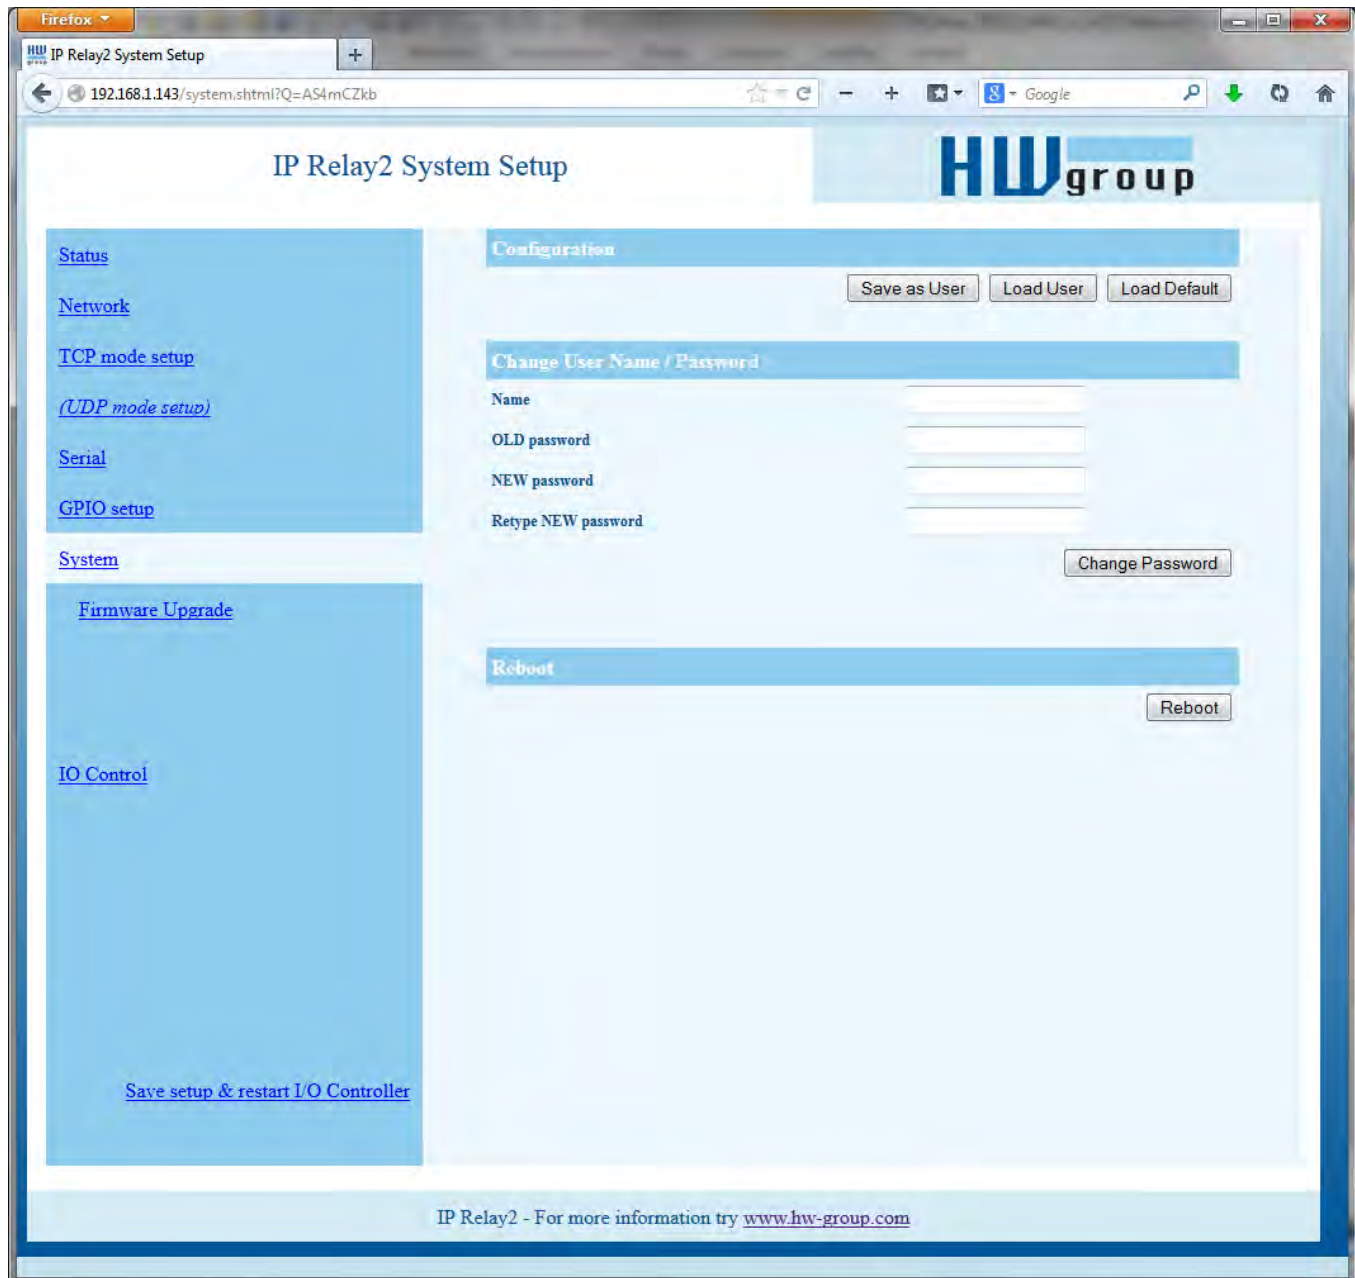 Firefox
HW group IP Relay2 System Setup
192.168.1.143/system.shtml?Q=AS4mCZkb
Google
IP Relay2 System Setup
HW group
Status
Network
TCP mode setup
(UDP mode setup)
Serial
GPIO setup
System
Firmware Upgrade
IO Control
Save setup & restart I/O Controller
Configuration
Save as User Load User Load Default
Change User Name / Password
Name
OLD password
NEW password
Retype NEW password
Change Password
Reboot
Reboot
IP Relay2 - For more information try www.hw-group.com